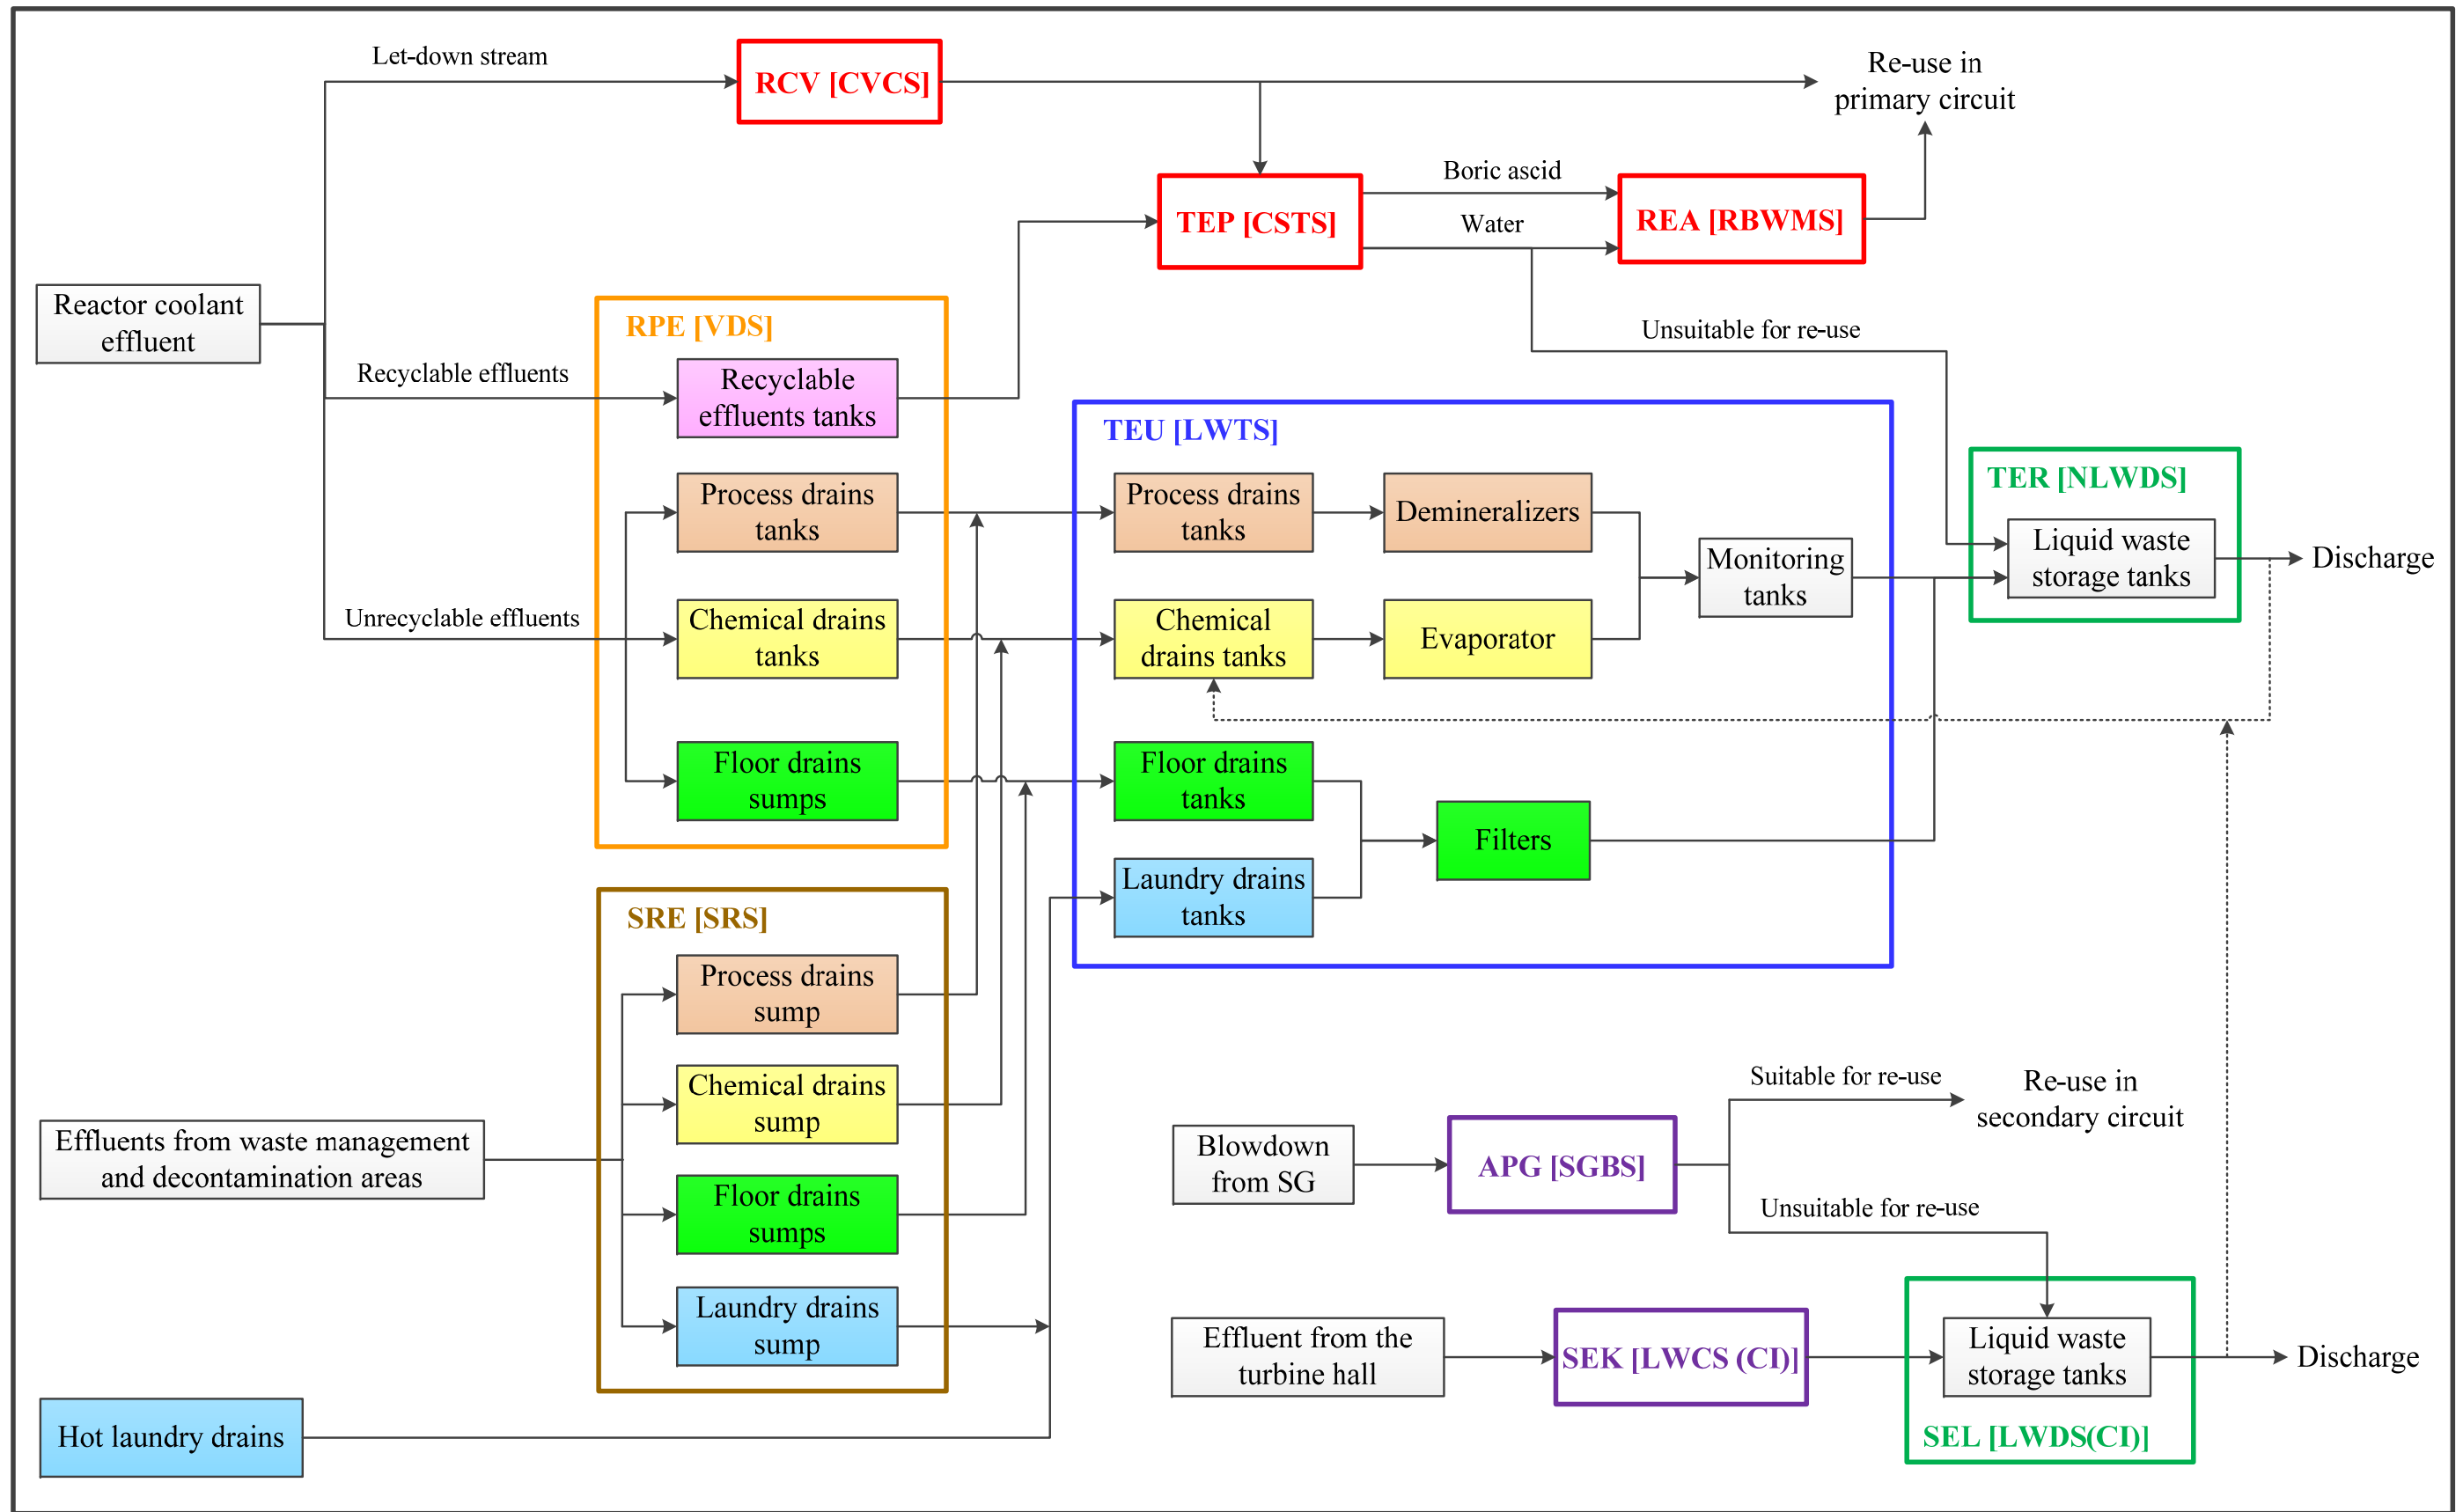 Let-down stream
RCV [CVCS]
Re-use in
primary circuit
Boric ascid
TEP [CSTS]
Water
REA [RBWMS]
Reactor coolant
effluent
Unsuitable for re-use
RPE [VDS]
Recyclable effluents
Recyclable
effluents tanks
TEU [LWTS]
TER [NLWDS]
Process drains
tanks
Process drains
tanks
Demineralizers
Monitoring
tanks
Liquid waste
storage tanks
Discharge
Unrecyclable effluents
Chemical drains
tanks
Chemical
drains tanks
Evaporator
Floor drains
sumps
Floor drains
tanks
Filters
Laundry drains
tanks
SRE [SRS]
Process drains
sump
Chemical drains
sump
Effluents from waste management
and decontamination areas
Floor drains
sumps
Laundry drains
sump
Hot laundry drains
Blowdown
from SG
APG [SGBS]
Suitable for re-use
Re-use in
secondary circuit
Unsuitable for re-use
Effluent from the
turbine hall
SEK [LWCS (CI)]
Liquid waste
storage tanks
Discharge
SEL [LWDS(CI)]